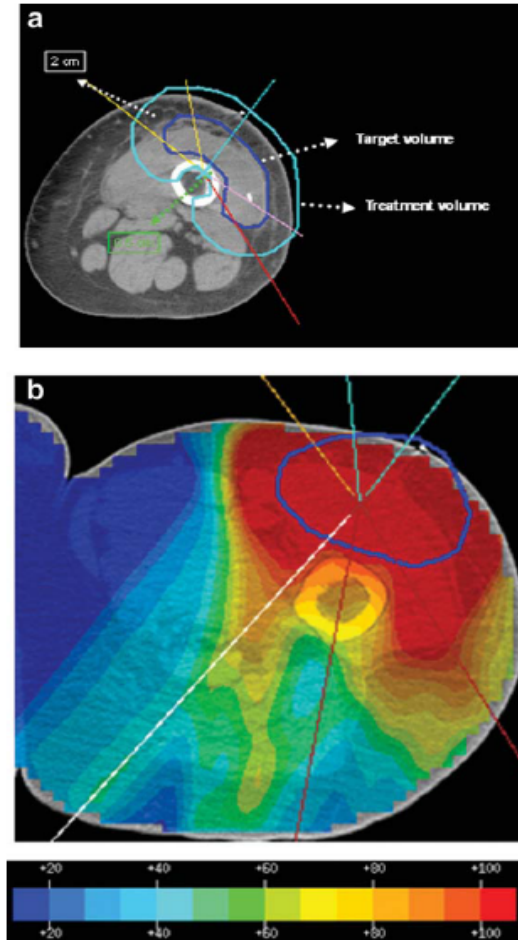 a
2 cm
Target volume
Treatment volume
b
+20 +40 +60 +80 +100
+20 +40 +60 +80 +100